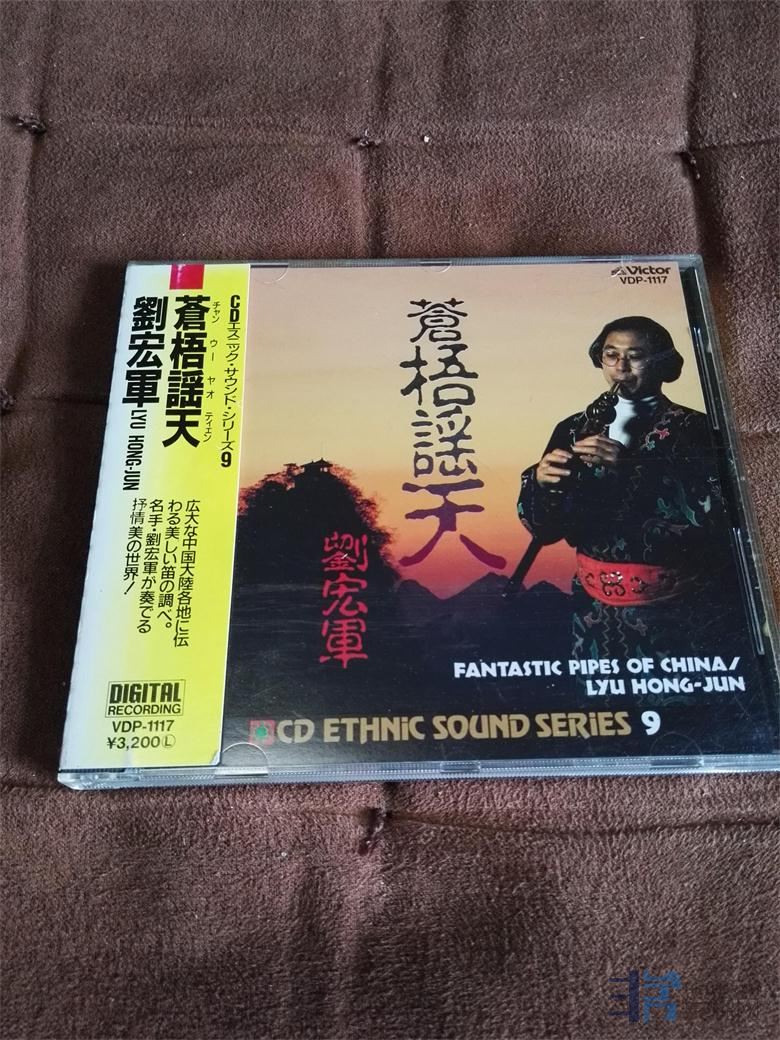 CDエスニック・サウンド・シリーズ9
蒼梧謡天
チャン ウー ヤオ ティェン
劉宏軍
LYU HONG-JUN
広大な中国大陸各地に伝
わる美しい笛の調べ。
名手・劉宏軍が奏でる
抒情美の世界!
DIGITAL
RECORDING
VDP-1117
¥3,200Ⓛ
Victor
VDP-1117
蒼梧謡天
劉宏軍
FANTASTIC PIPES OF CHINA/
LYU HONG-JUN
CD ETHNIC SOUND SERIES 9